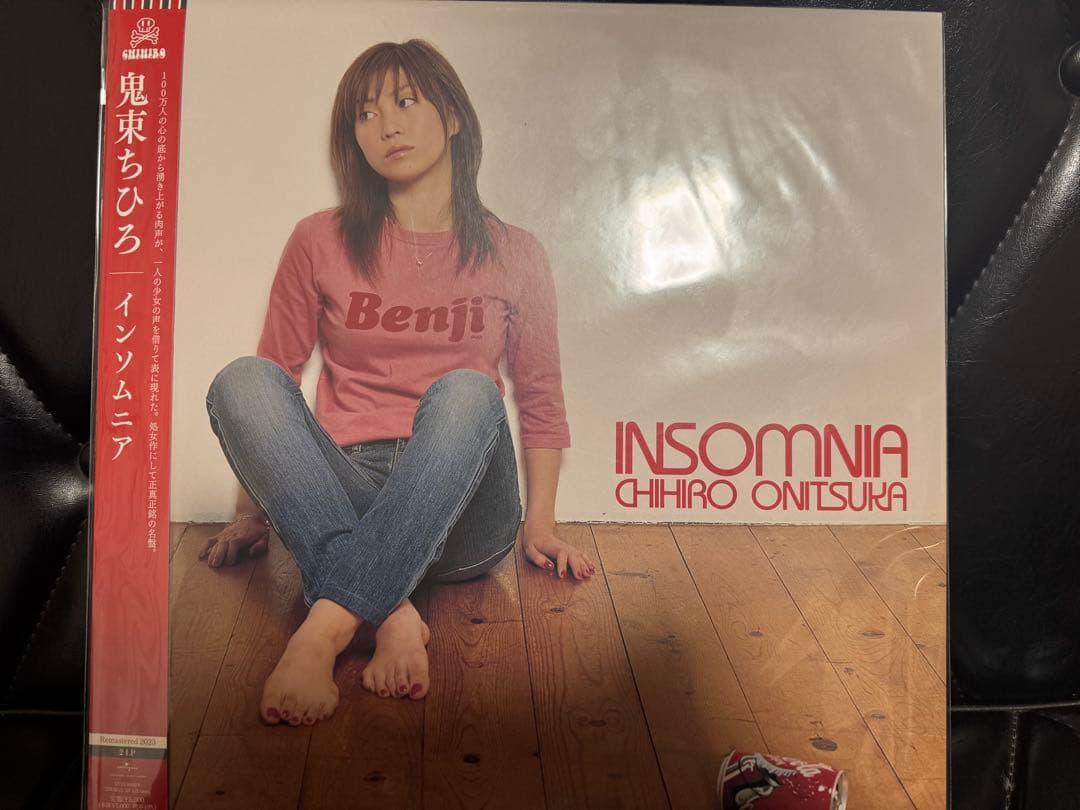 CHIHIRO
鬼束ちひろ
インソムニア
100万人の心の底から湧き上がる肉声が、一人の少女の声を借りて表に現れた。処女作にして正真正銘の名盤。
Benji
INSOMNIA
CHIHIRO ONITSUKA
Remastered 2023
2LP